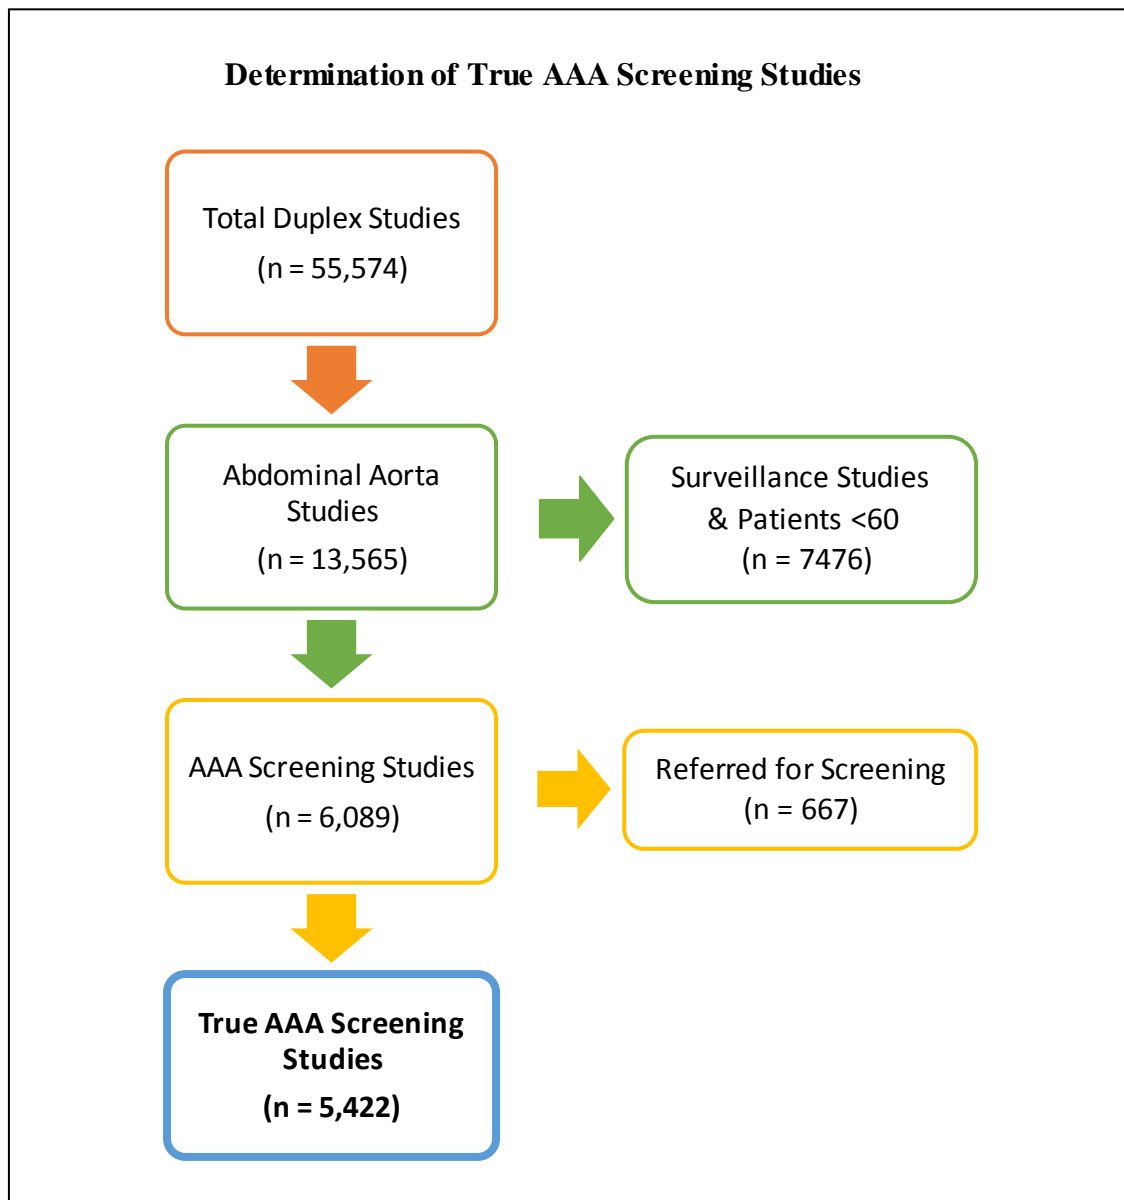 Determination of True AAA Screening Studies
Total Duplex Studies
(n = 55,574)
Abdominal Aorta
Studies
(n = 13,565)
Surveillance Studies
& Patients <60
(n = 7476)
AAA Screening Studies
(n = 6,089)
Referred for Screening
(n = 667)
True AAA Screening
Studies
(n = 5,422)